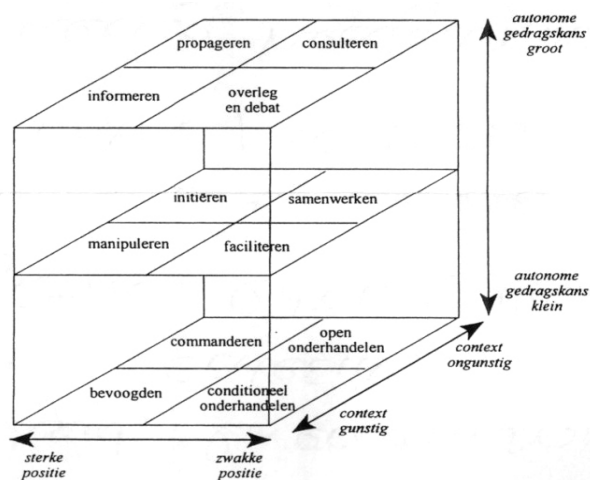 autonome
gedragskans
groot
propageren
consulteren
informeren
overleg
en debat
initiëren
samenwerken
manipuleren
faciliteren
autonome
gedragskans
klein
commanderen
open
onderhandelen
context
ongunstig
bevoogden
conditioneel
onderhandelen
context
gunstig
sterke
positie
zwakke
positie